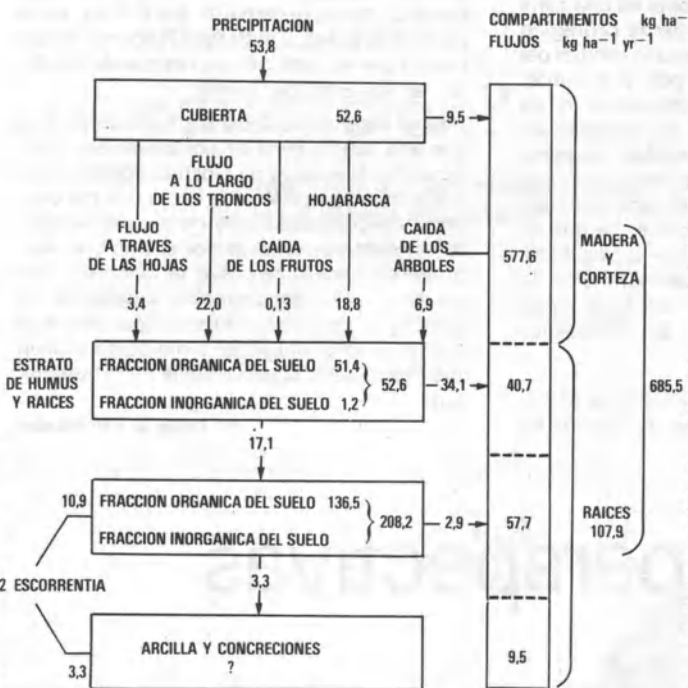 COMPARTIMENTOS kg ha⁻
FLUJOS kg ha⁻¹ yr⁻¹
PRECIPITACION
53,8
CUBIERTA 52,6
9,5
FLUJO
A LO LARGO
DE LOS TRONCOS
HOJARASCA
FLUJO
A TRAVES
DE LAS HOJAS
CAIDA
DE LOS FRUTOS
CAIDA
DE LOS
ARBOLES
577,6
MADERA
Y
CORTEZA
3,4 22,0 0,13 18,8 6,9
ESTRATO
DE HUMUS
Y RAICES
FRACCION ORGANICA DEL SUELO 51,4
FRACCION INORGANICA DEL SUELO 1,2
52,6
34,1
40,7
685,5
17,1
10,9
FRACCION ORGANICA DEL SUELO 136,5
FRACCION INORGANICA DEL SUELO
208,2
2,9
57,7
RAICES
107,9
2 ESCORRENTIA
3,3
ARCILLA Y CONCRECIONES
?
9,5
3,3